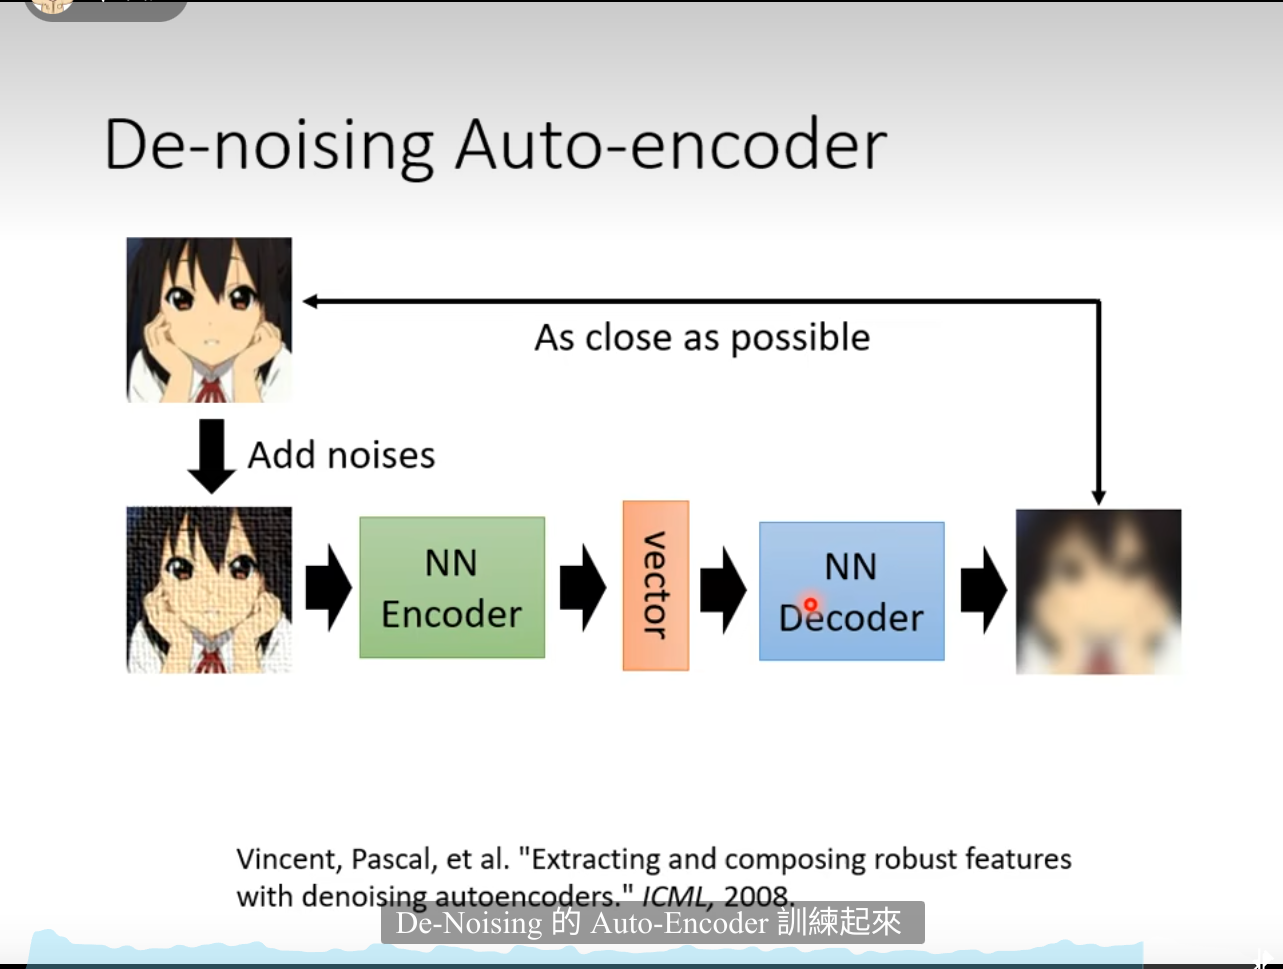 De-noising Auto-encoder
As close as possible
Add noises
NN
Encoder
vector
NN
Decoder
Vincent, Pascal, et al. "Extracting and composing robust features
with denoising autoencoders." ICML, 2008.
De-Noising 的 Auto-Encoder 訓練起來